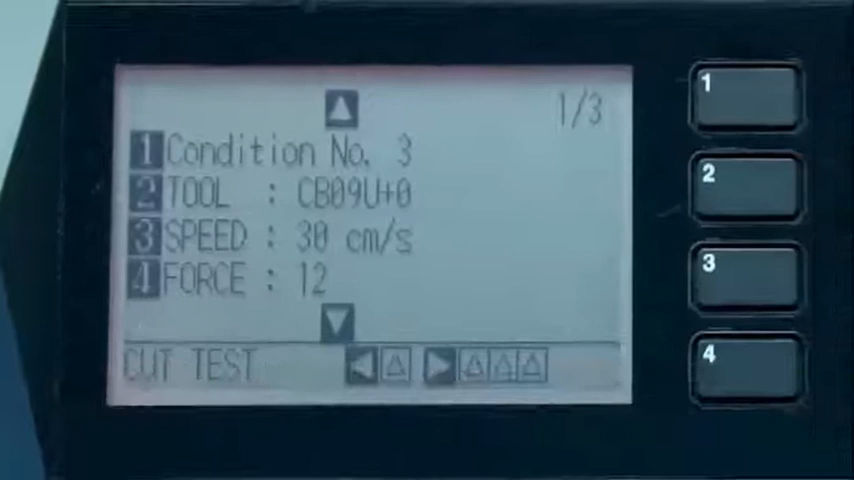 ▲ 1/3
1 Condition No. 3
2 TOOL : CB09U+0
3 SPEED : 30 cm/s
4 FORCE : 12
▼
CUT TEST ◀△ ▶△△△
1
2
3
4